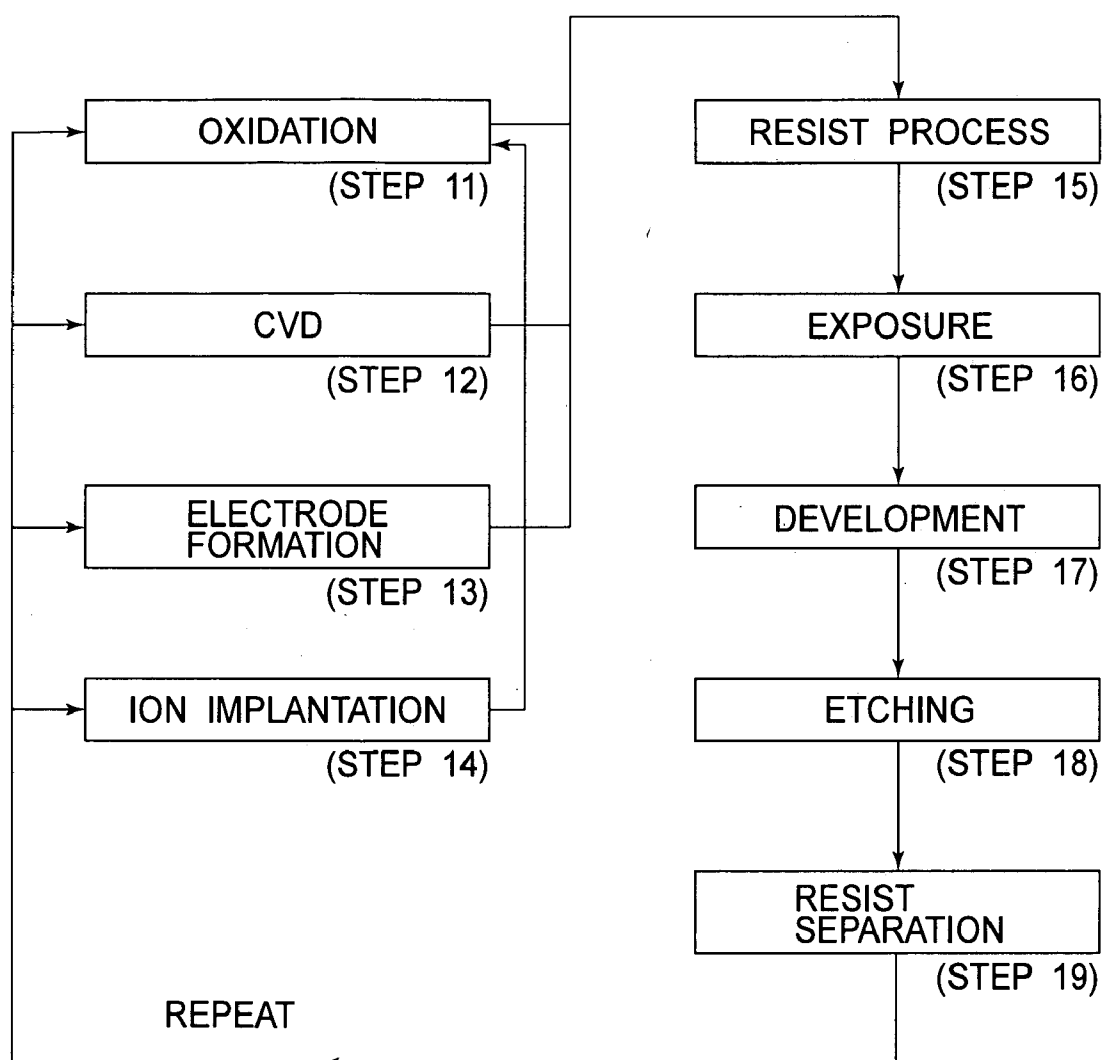 OXIDATION
(STEP 11)
CVD
(STEP 12)
ELECTRODE
FORMATION
(STEP 13)
ION IMPLANTATION
(STEP 14)
RESIST PROCESS
(STEP 15)
EXPOSURE
(STEP 16)
DEVELOPMENT
(STEP 17)
ETCHING
(STEP 18)
RESIST
SEPARATION
(STEP 19)
REPEAT